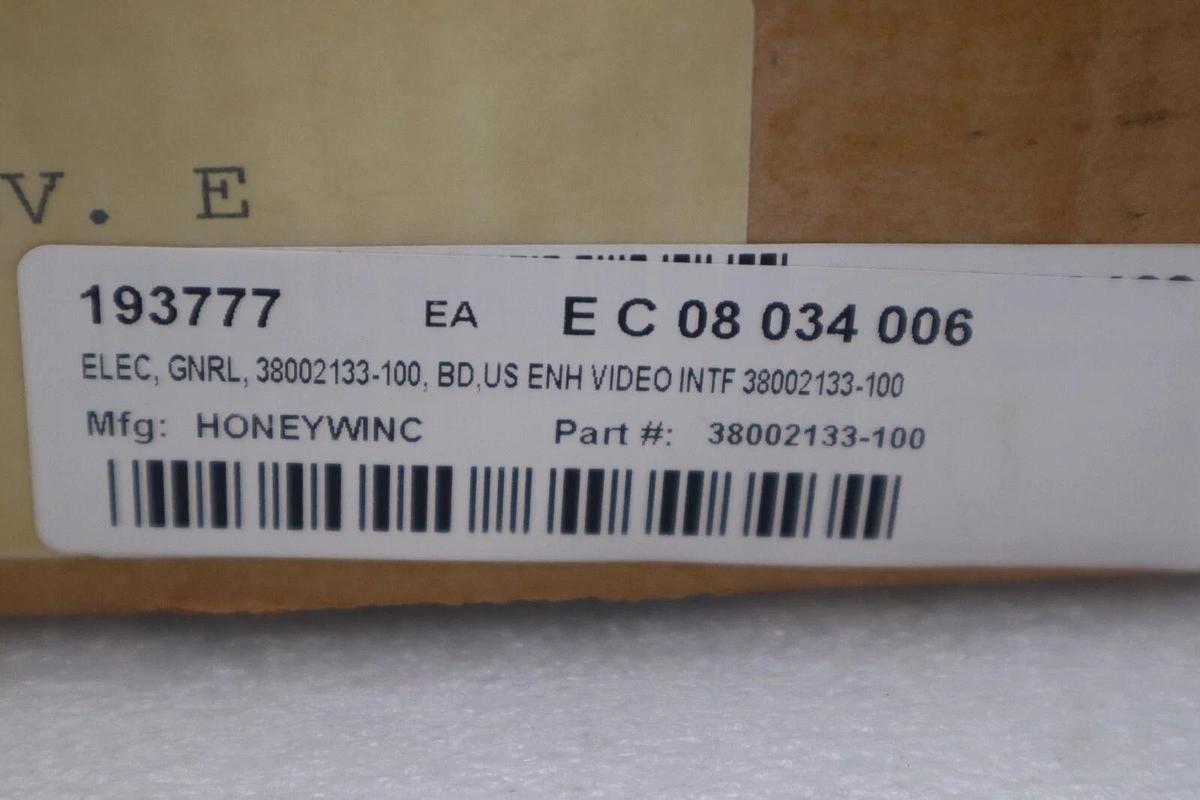 V. E
193777 EA E C 08 034 006
ELEC, GNRL, 38002133-100, BD,US ENH VIDEO INTF 38002133-100
Mfg: HONEYWINC Part #: 38002133-100